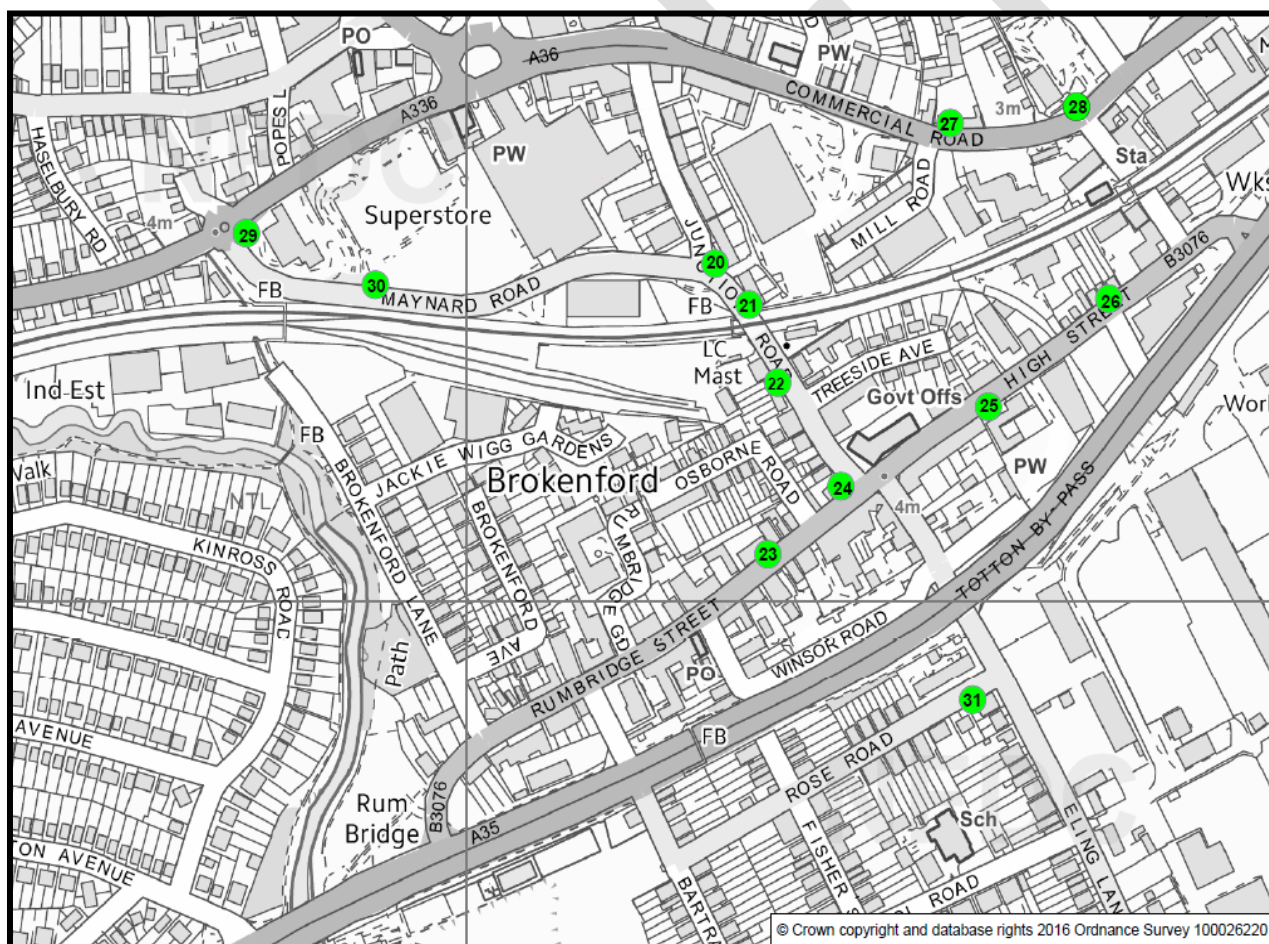 PO
A36
PW
COMMERCIAL ROAD
27
3m
28
A336
POPES L
HASELBURY RD
PW
Sta
Wks
Superstore
MILL ROAD
4m
29
JUNCTION ROAD
20
B3076
30
FB
MAYNARD ROAD
FB
21
26
HIGH STREET
LC
Mast
22
TREESIDE AVE
Ind Est
Govt Offs
25
Wor
FB
JACKIE WIGG GARDENS
Brokenford
OSBORNE ROAD
PW
Walk
NTL
BROKENFORD LANE
BROKENFORD AVE
RUMBRIDGE GD
24
4m
TOTTON BY-PASS
KINROSS ROAD
23
Path
RUMBRIDGE STREET
WINSOR ROAD
PO
31
AVENUE
FB
ROSE ROAD
Rum
Bridge
B3076
A35
Sch
TON AVENUE
FISHER S
ELING LAN
BARTRA
OL ROAD
© Crown copyright and database rights 2016 Ordnance Survey 100026220